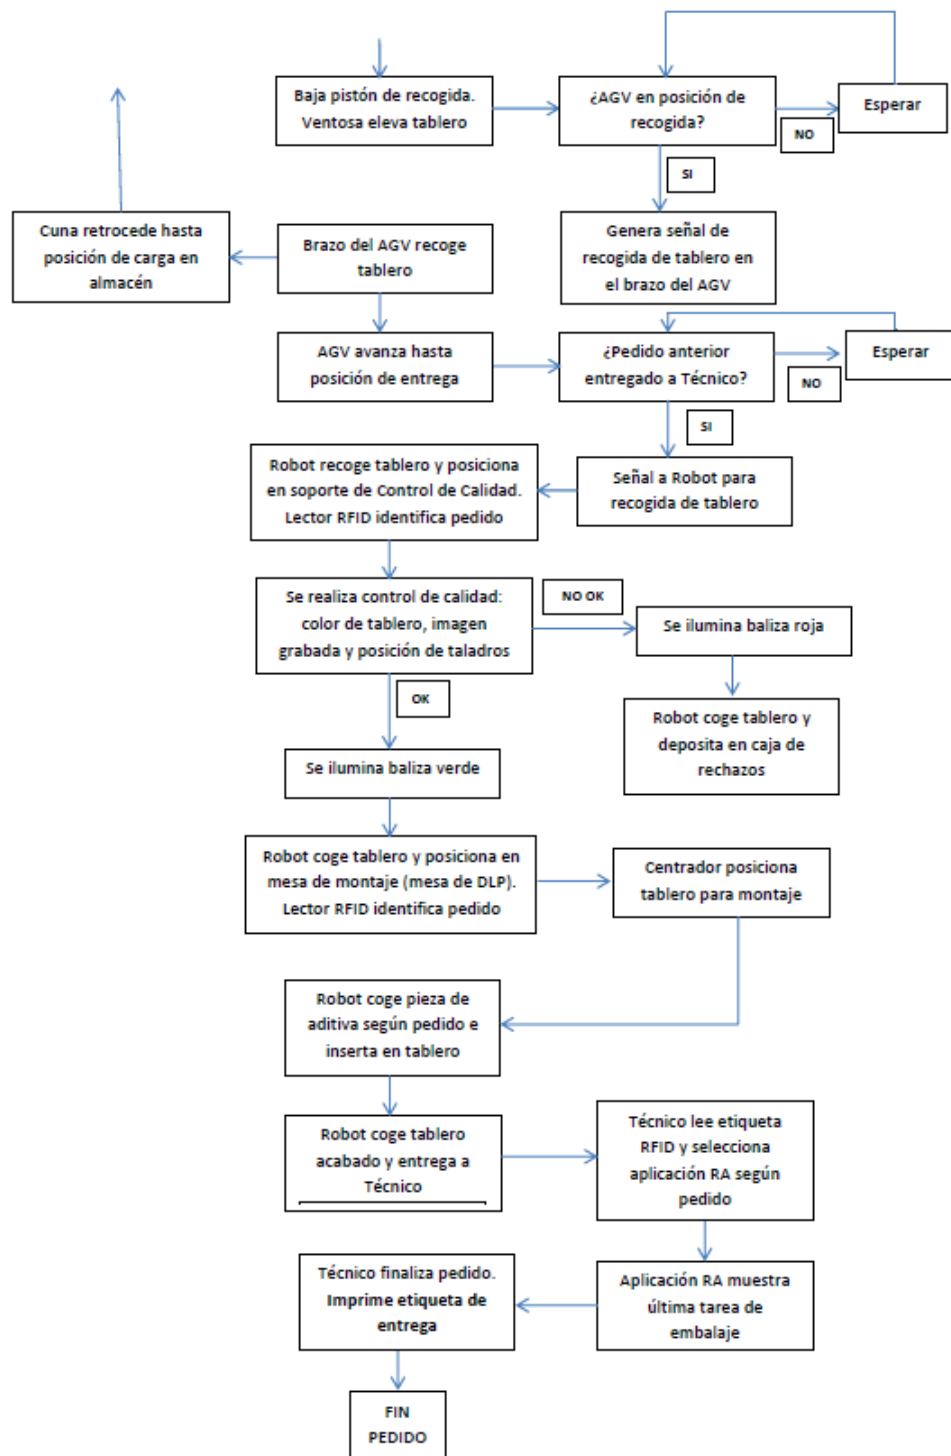 Baja pistón de recogida.
Ventosa eleva tablero
¿AGV en posición de
recogida?
Esperar
NO
SI
Cuna retrocede hasta
posición de carga en
almacén
Brazo del AGV recoge
tablero
Genera señal de
recogida de tablero en
el brazo del AGV
AGV avanza hasta
posición de entrega
¿Pedido anterior
entregado a Técnico?
Esperar
NO
SI
Robot recoge tablero y posiciona
en soporte de Control de Calidad.
Lector RFID identifica pedido
Señal a Robot para
recogida de tablero
Se realiza control de calidad:
color de tablero, imagen
grabada y posición de taladros
NO OK
Se ilumina baliza roja
OK
Robot coge tablero y
deposita en caja de
rechazos
Se ilumina baliza verde
Robot coge tablero y posiciona en
mesa de montaje (mesa de DLP).
Lector RFID identifica pedido
Centrador posiciona
tablero para montaje
Robot coge pieza de
aditiva según pedido e
inserta en tablero
Robot coge tablero
acabado y entrega a
Técnico
Técnico lee etiqueta
RFID y selecciona
aplicación RA según
pedido
Técnico finaliza pedido.
Imprime etiqueta de
entrega
Aplicación RA muestra
última tarea de
embalaje
FIN
PEDIDO